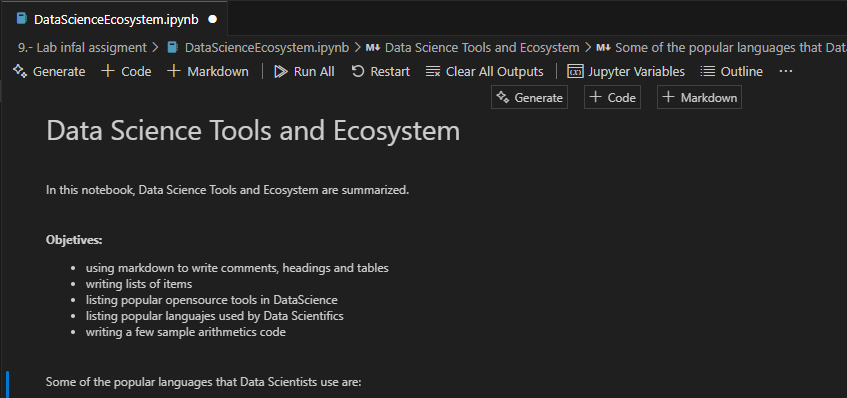 DataScienceEcosystem.ipynb
9.- Lab infal assigment > DataScienceEcosystem.ipynb > M↓ Data Science Tools and Ecosystem > M↓ Some of the popular languages that Dat
Generate + Code + Markdown | Run All Restart Clear All Outputs | Jupyter Variables Outline ...
Generate + Code + Markdown
Data Science Tools and Ecosystem
In this notebook, Data Science Tools and Ecosystem are summarized.
Objetives:
• using markdown to write comments, headings and tables
• writing lists of items
• listing popular opensource tools in DataScience
• listing popular languajes used by Data Scientifics
• writing a few sample arithmetics code
Some of the popular languages that Data Scientists use are: